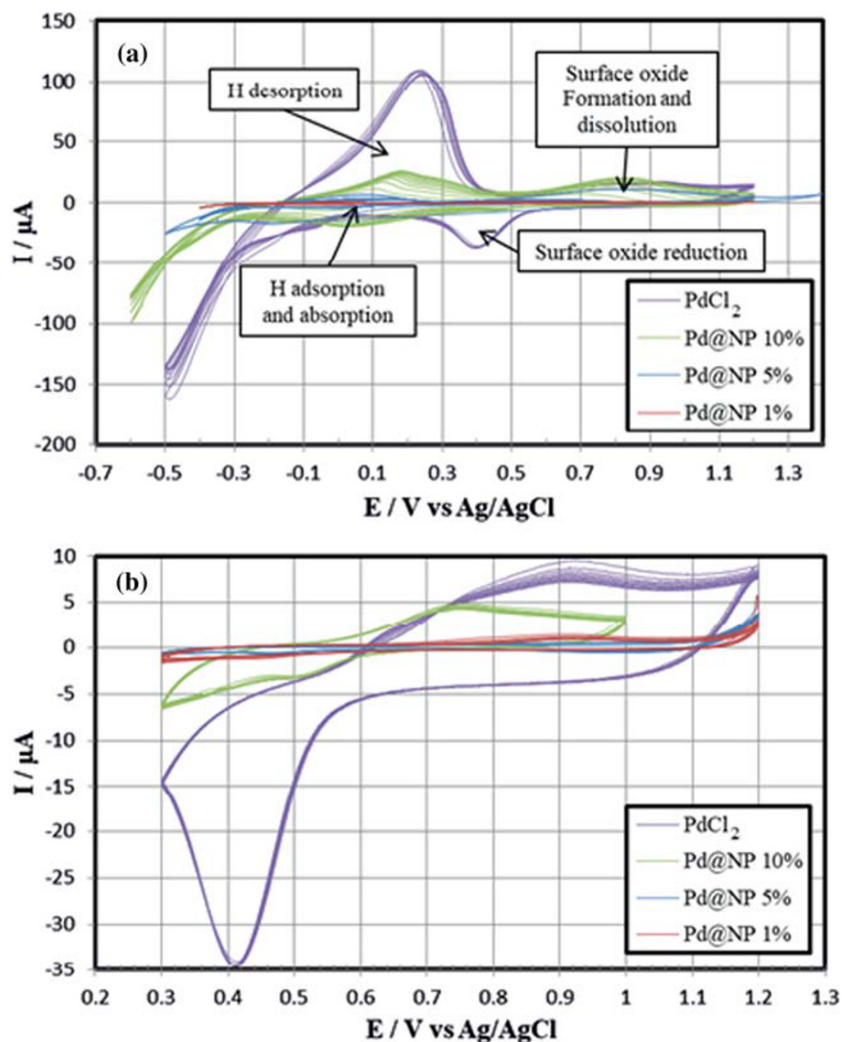 (a)
150
100
50
0
-50
-100
-150
-200
I / µA
H desorption
Surface oxide
Formation and
dissolution
H adsorption
and absorption
Surface oxide reduction
PdCl2
Pd@NP 10%
Pd@NP 5%
Pd@NP 1%
-0.7 -0.5 -0.3 -0.1 0.1 0.3 0.5 0.7 0.9 1.1 1.3
E / V vs Ag/AgCl
(b)
10
5
0
-5
-10
-15
-20
-25
-30
-35
I / µA
PdCl2
Pd@NP 10%
Pd@NP 5%
Pd@NP 1%
0.2 0.3 0.4 0.5 0.6 0.7 0.8 0.9 1 1.1 1.2 1.3
E / V vs Ag/AgCl